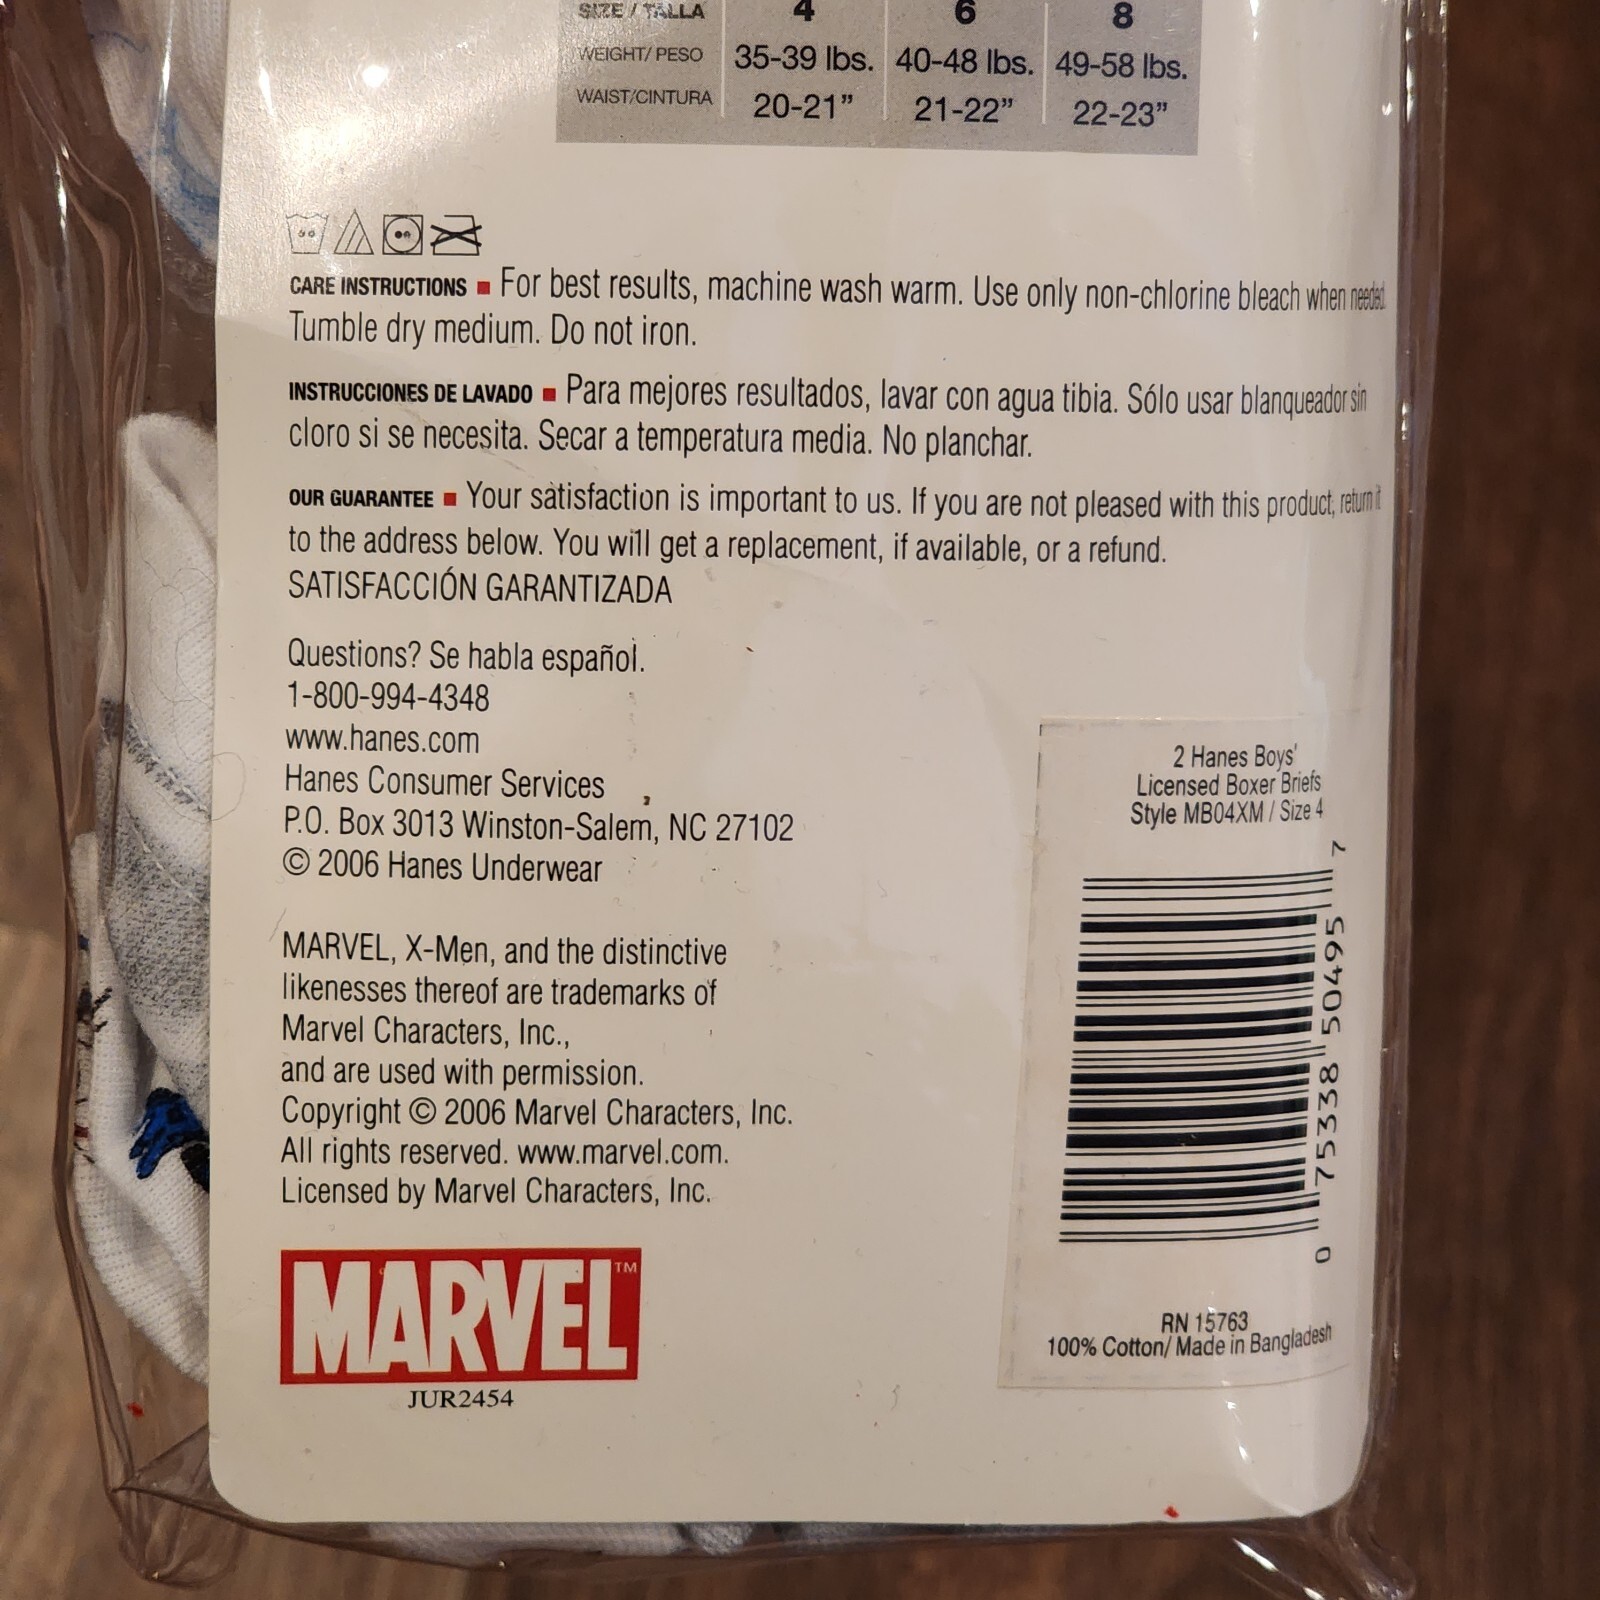 SIZE / TALLA 4 6 8
WEIGHT/ PESO 35-39 lbs. 40-48 lbs. 49-58 lbs.
WAIST/CINTURA 20-21” 21-22” 22-23”
CARE INSTRUCTIONS ▪ For best results, machine wash warm. Use only non-chlorine bleach when needed.
Tumble dry medium. Do not iron.
INSTRUCCIONES DE LAVADO ▪ Para mejores resultados, lavar con agua tibia. Sólo usar blanqueador sin
cloro si se necesita. Secar a temperatura media. No planchar.
OUR GUARANTEE ▪ Your satisfaction is important to us. If you are not pleased with this product, return it
to the address below. You will get a replacement, if available, or a refund.
SATISFACCIÓN GARANTIZADA
Questions? Se habla español.
1-800-994-4348
www.hanes.com
Hanes Consumer Services
P.O. Box 3013 Winston-Salem, NC 27102
© 2006 Hanes Underwear
MARVEL, X-Men, and the distinctive
likenesses thereof are trademarks of
Marvel Characters, Inc.,
and are used with permission.
Copyright © 2006 Marvel Characters, Inc.
All rights reserved. www.marvel.com.
Licensed by Marvel Characters, Inc.
MARVEL™
JUR2454
2 Hanes Boys'
Licensed Boxer Briefs
Style MB04XM / Size 4
0 75338 50495 7
RN 15763
100% Cotton/ Made in Bangladesh